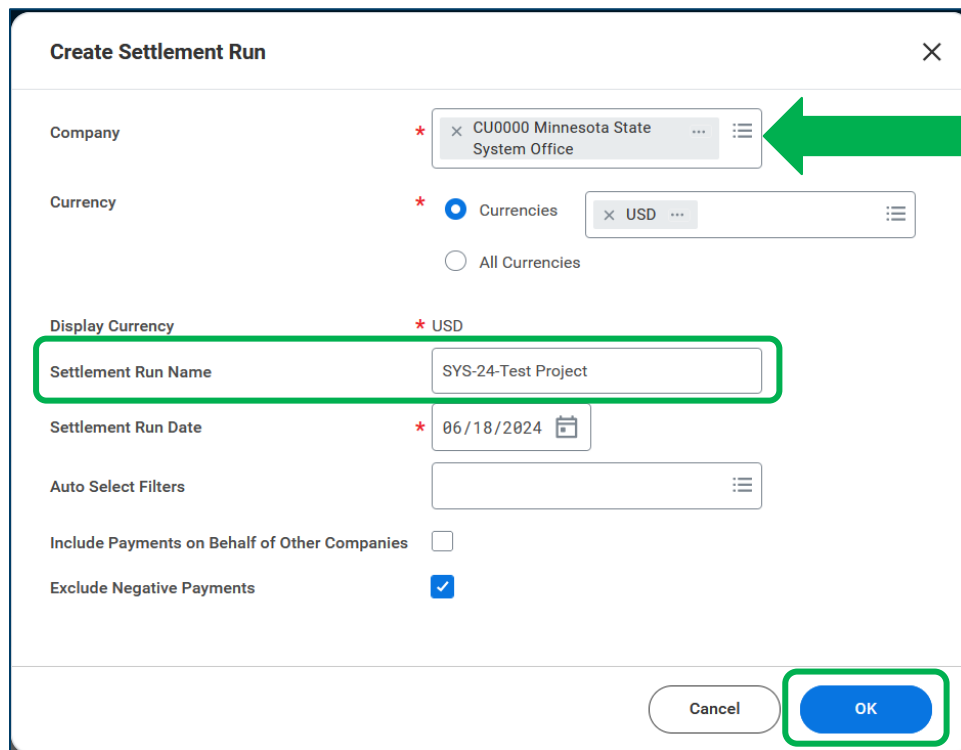 Create Settlement Run
Company
* CU0000 Minnesota State
System Office
Currency
* Currencies USD
All Currencies
Display Currency * USD
Settlement Run Name SYS-24-Test Project
Settlement Run Date * 06/18/2024
Auto Select Filters
Include Payments on Behalf of Other Companies
Exclude Negative Payments
Cancel OK